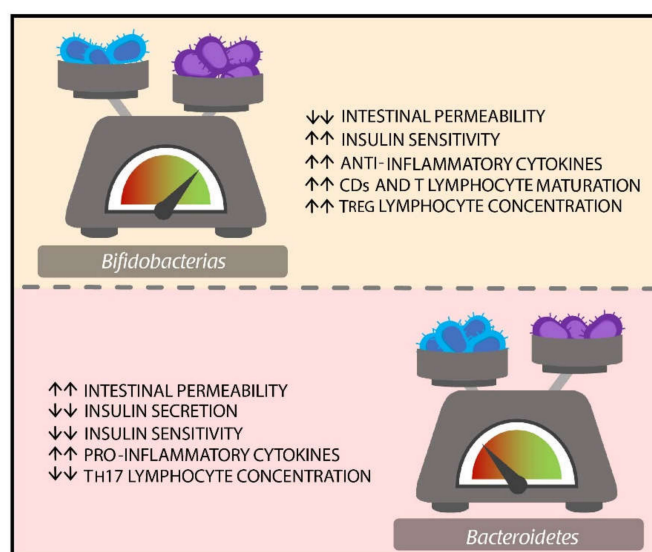 ↓↓ INTESTINAL PERMEABILITY
↑↑ INSULIN SENSITIVITY
↑↑ ANTI-INFLAMMATORY CYTOKINES
↑↑ CDs AND T LYMPHOCYTE MATURATION
↑↑ TREG LYMPHOCYTE CONCENTRATION
Bifidobacterias
↑↑ INTESTINAL PERMEABILITY
↓↓ INSULIN SECRETION
↓↓ INSULIN SENSITIVITY
↑↑ PRO-INFLAMMATORY CYTOKINES
↓↓ TH17 LYMPHOCYTE CONCENTRATION
Bacteroidetes